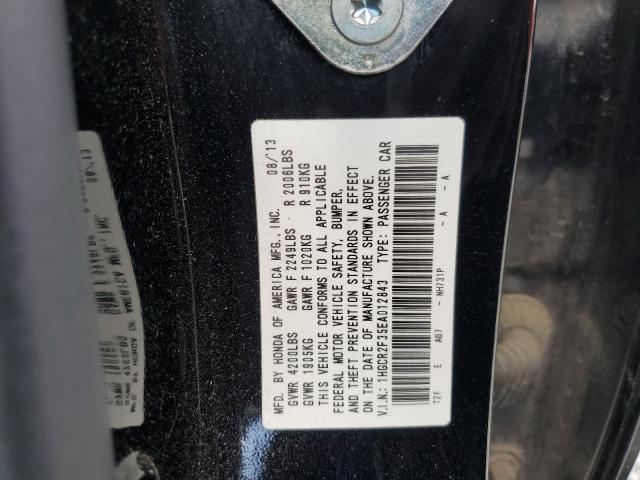 MFD. BY HONDA OF AMERICA MFG., INC. 08/'13
GVWR 4200LBS GAWR F 2249LBS R 2006LBS
GVWR 1905KG GAWR F 1020KG R 910KG
THIS VEHICLE CONFORMS TO ALL APPLICABLE
FEDERAL MOTOR VEHICLE SAFETY, BUMPER,
AND THEFT PREVENTION STANDARDS IN EFFECT
ON THE DATE OF MANUFACTURE SHOWN ABOVE.
V.I.N.: 1HGCR2F35EA012843 TYPE: PASSENGER CAR
T2F E AB7 - NH731P - A - A